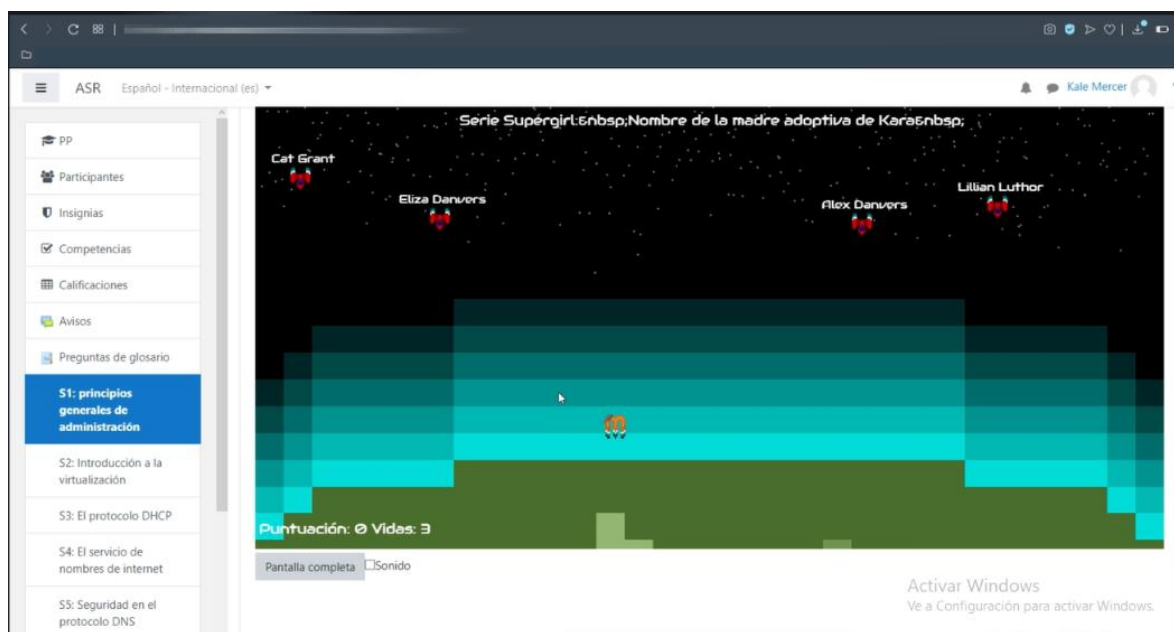 ASR Español - Internacional (es)
Kale Mercer
PP
Participantes
Insignias
Competencias
Calificaciones
Avisos
Preguntas de glosario
S1: principios
generales de
administración
S2: Introducción a la
virtualización
S3: El protocolo DHCP
S4: El servicio de
nombres de internet
S5: Seguridad en el
protocolo DNS
Serie Supergirl:&nbsp;Nombre de la madre adoptiva de Kara&nbsp;
Cat Grant
Eliza Danvers
Alex Danvers
Lillian Luthor
Puntuación: 0 Vidas: 3
Pantalla completa Sonido
Activar Windows
Ve a Configuración para activar Windows.